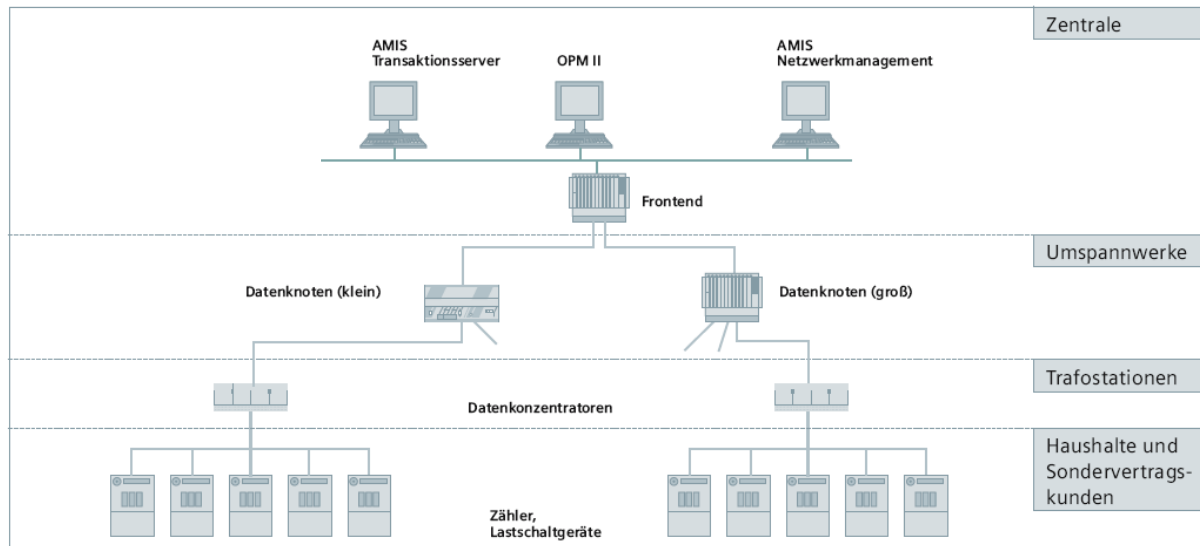 Zentrale
AMIS
Transaktionsserver
OPM II
AMIS
Netzwerkmanagement
Frontend
Umspannwerke
Datenknoten (klein)
Datenknoten (groß)
Trafostationen
Datenkonzentratoren
Haushalte und
Sondervertrags-
kunden
Zähler,
Lastschaltgeräte